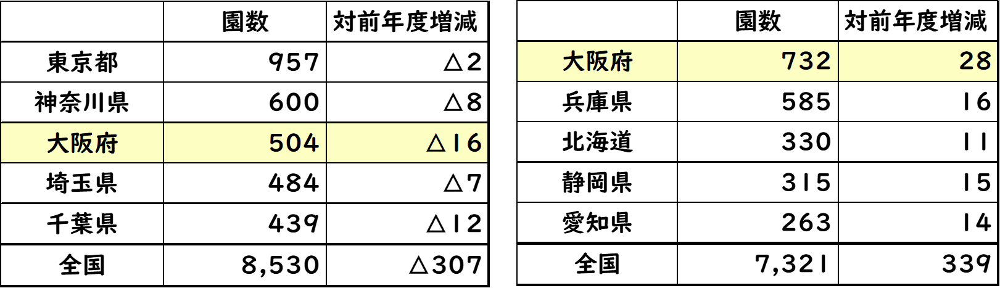 園数 対前年度増減
東京都 957 △2
神奈川県 600 △8
大阪府 504 △16
埼玉県 484 △7
千葉県 439 △12
全国 8,530 △307
園数 対前年度増減
大阪府 732 28
兵庫県 585 16
北海道 330 11
静岡県 315 15
愛知県 263 14
全国 7,321 339